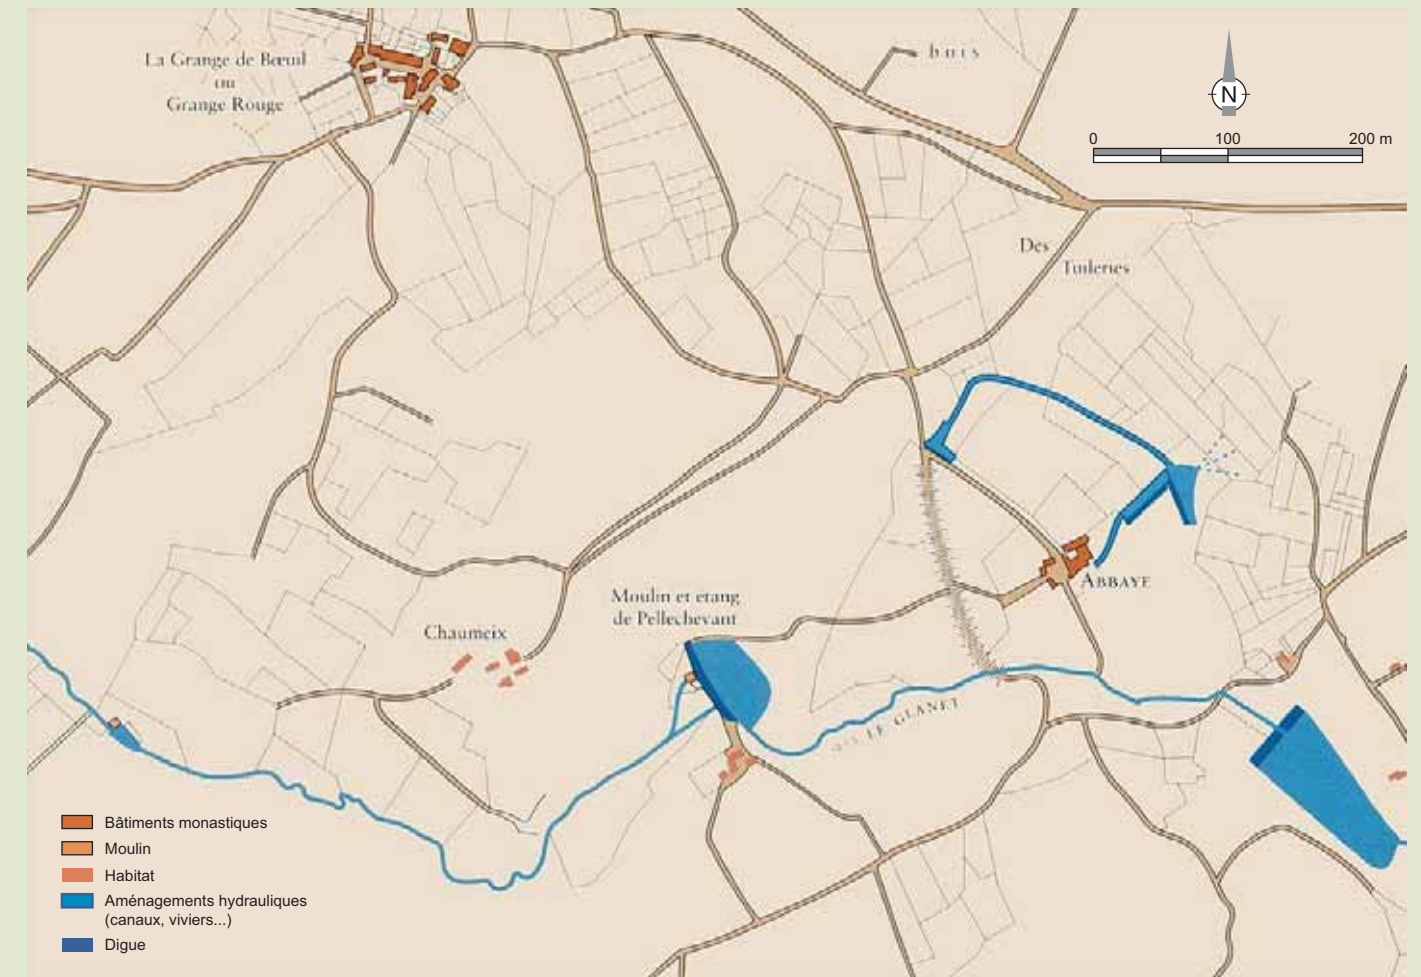 La Grange de Bœuil
ou
Grange Rouge
bois
N
0 100 200 m
Des
Tuileries
ABBAYE
Moulin et etang
de Pellechevant
Chaumeix
LE GLANET
Bâtiments monastiques
Moulin
Habitat
Aménagements hydrauliques
(canaux, viviers...)
Digue